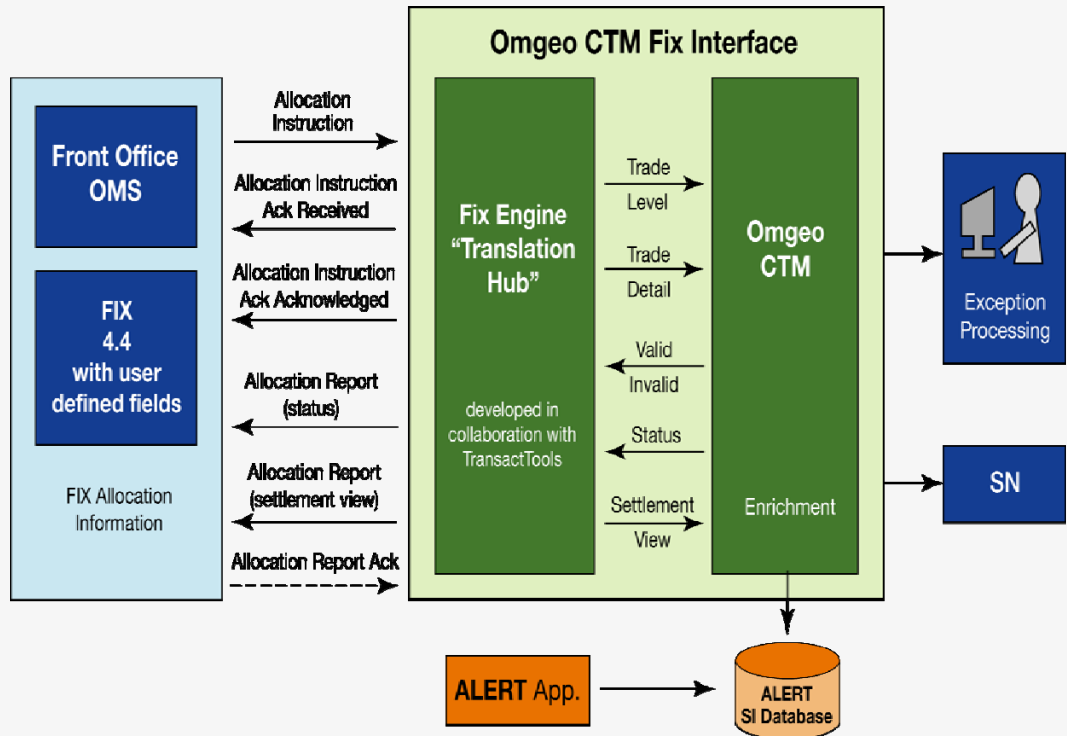 Omgeo CTM Fix Interface
Front Office
OMS
FIX
4.4
with user
defined fields
FIX Allocation
Information
Allocation
Instruction
Allocation Instruction
Ack Received
Allocation Instruction
Ack Acknowledged
Allocation Report
(status)
Allocation Report
(settlement view)
Allocation Report Ack
Fix Engine
“Translation
Hub”
developed in
collaboration with
TransactTools
Trade
Level
Trade
Detail
Valid
Invalid
Status
Settlement
View
Omgeo
CTM
Enrichment
Exception
Processing
SN
ALERT App.
ALERT
SI Database